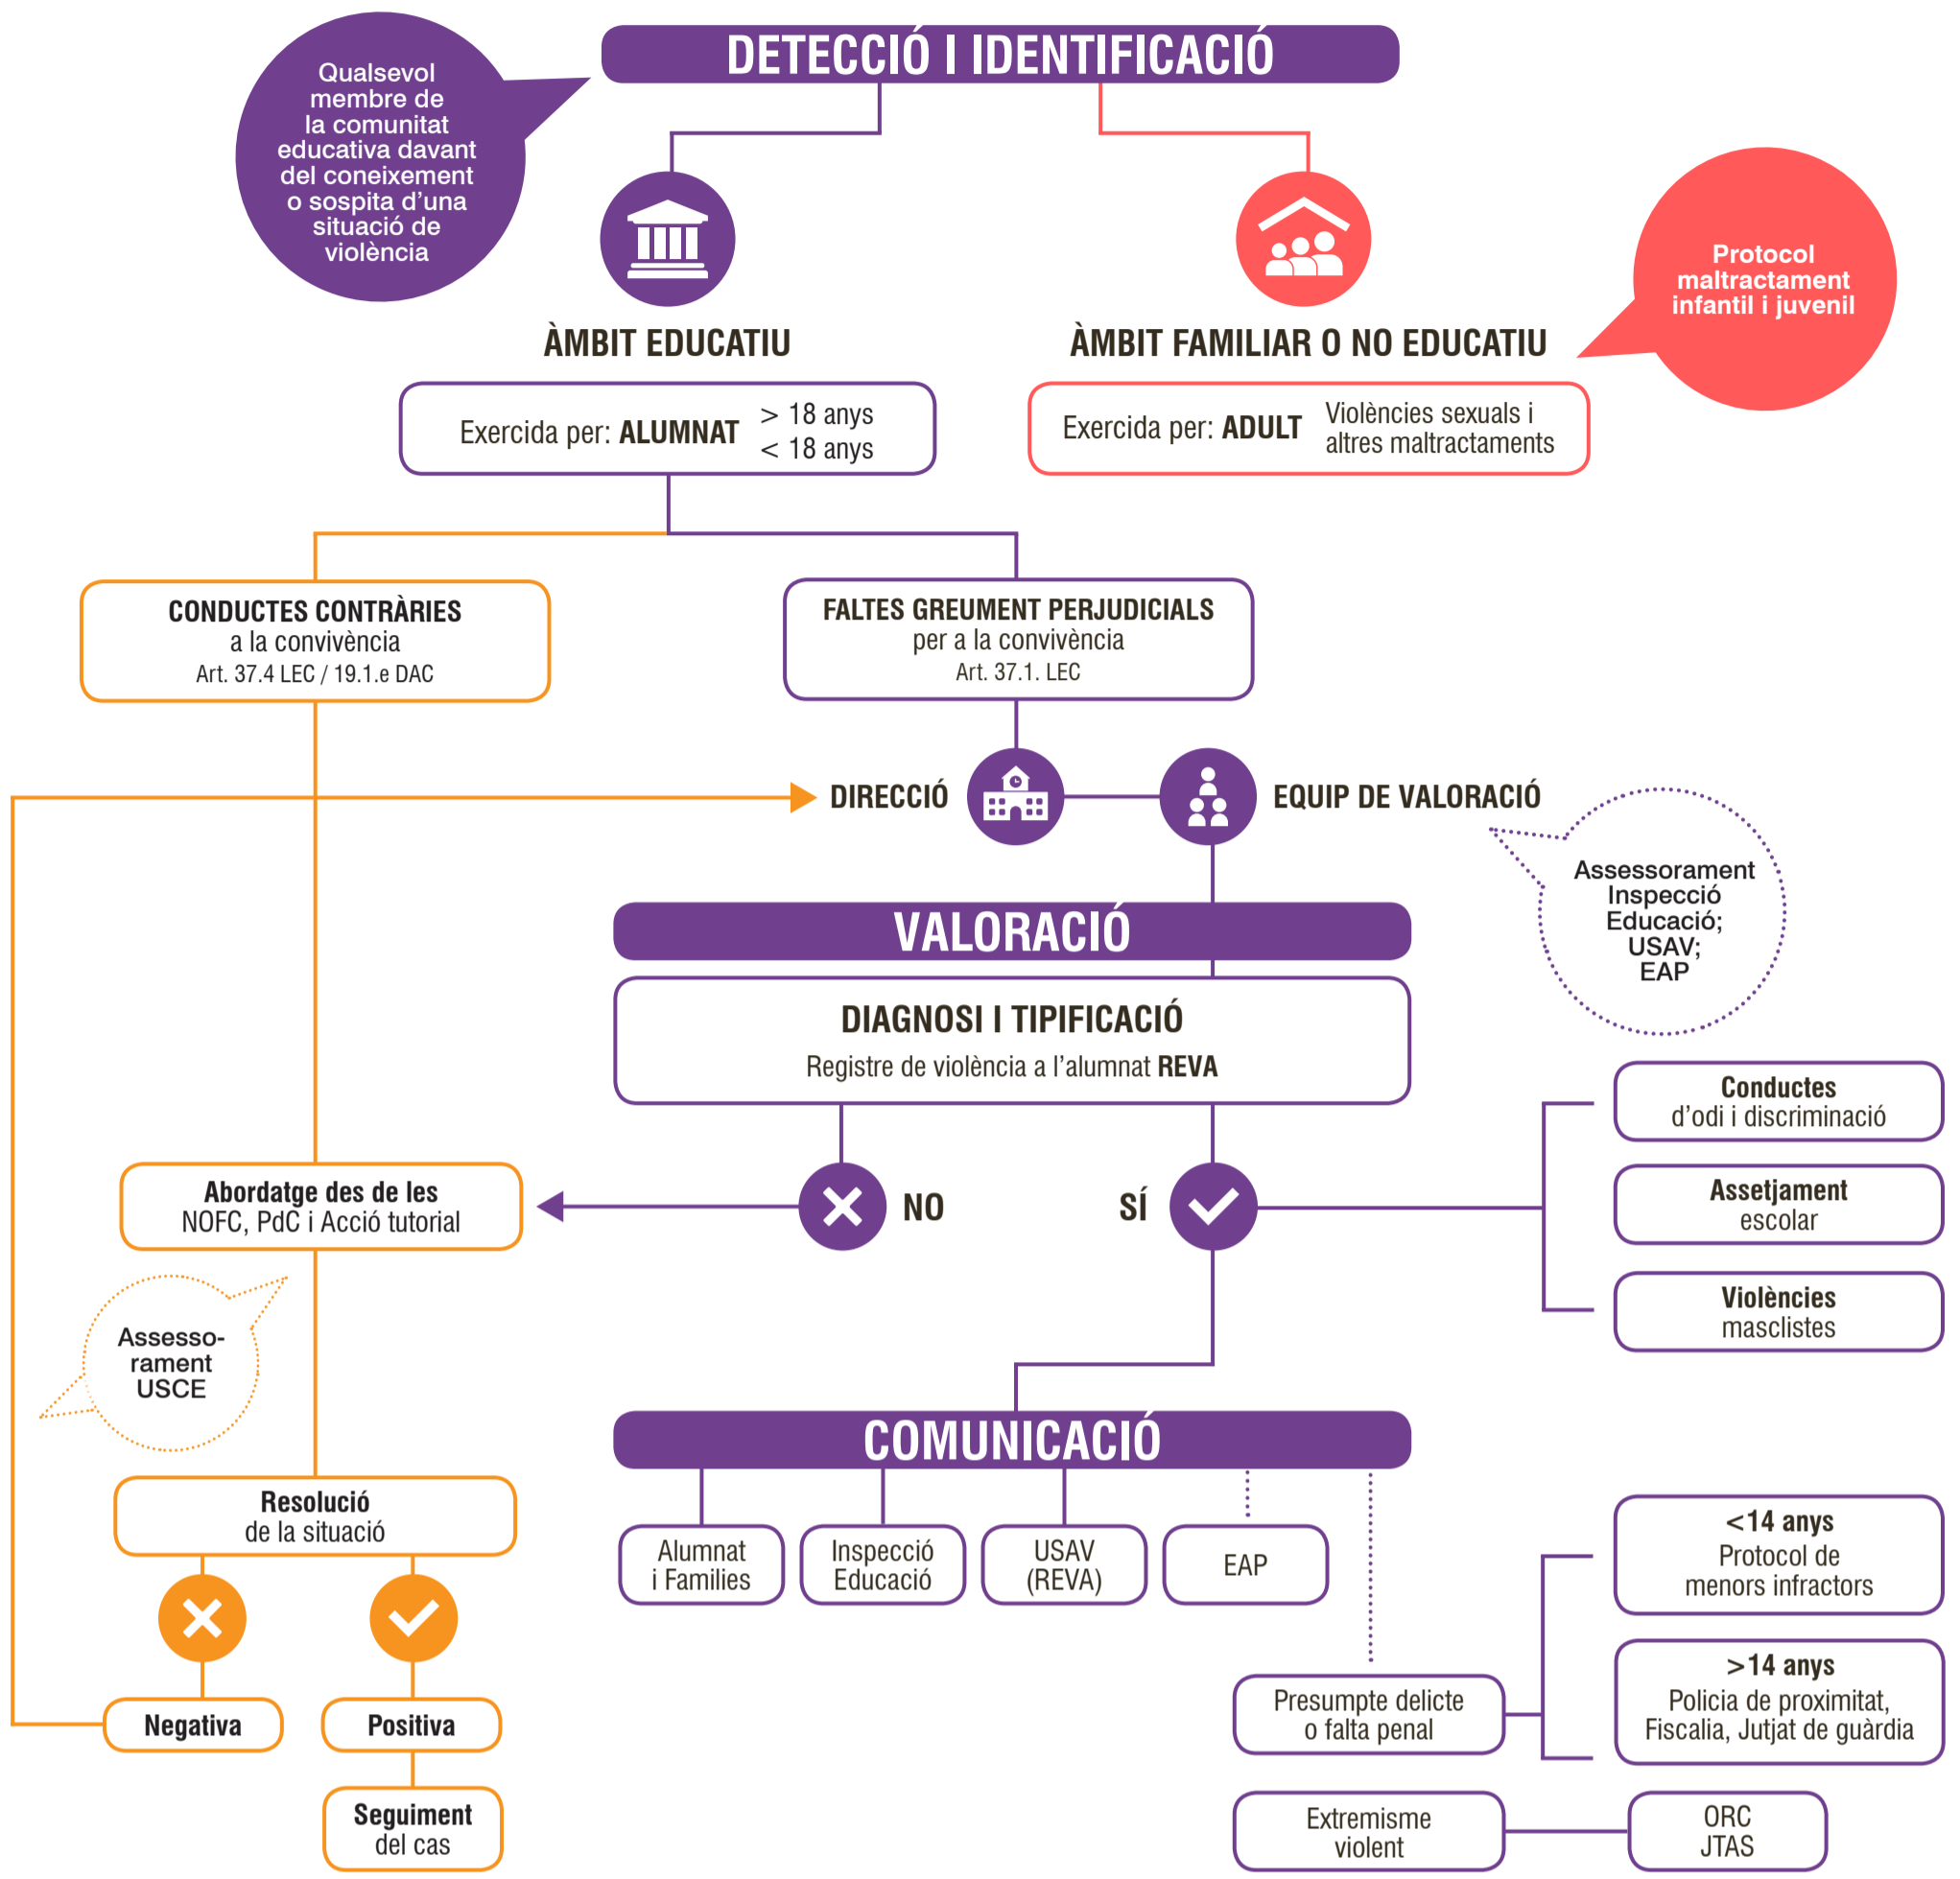 DETECCIÓ I IDENTIFICACIÓ
Qualsevol
membre de
la comunitat
educativa davant
del coneixement
o sospita d’una
situació de
violència
Protocol
maltractament
infantil i juvenil
ÀMBIT EDUCATIU
Exercida per: ALUMNAT
> 18 anys
< 18 anys
ÀMBIT FAMILIAR O NO EDUCATIU
Exercida per: ADULT
Violències sexuals i
altres maltractaments
CONDUCTES CONTRÀRIES
a la convivència
Art. 37.4 LEC / 19.1.e DAC
FALTES GREUMENT PERJUDICIALS
per a la convivència
Art. 37.1. LEC
DIRECCIÓ
EQUIP DE VALORACIÓ
Assessorament
Inspecció
Educació;
USAV;
EAP
VALORACIÓ
DIAGNOSI I TIPIFICACIÓ
Registre de violència a l’alumnat REVA
NO
SÍ
Conductes
d’odi i discriminació
Assetjament
escolar
Violències
masclistes
Abordatge des de les
NOFC, PdC i Acció tutorial
Assesso-
rament
USCE
Resolució
de la situació
Negativa
Positiva
Seguiment
del cas
COMUNICACIÓ
Alumnat
i Families
Inspecció
Educació
USAV
(REVA)
EAP
Presumpte delicte
o falta penal
<14 anys
Protocol de
menors infractors
>14 anys
Policia de proximitat,
Fiscalia, Jutjat de guàrdia
Extremisme
violent
ORC
JTAS